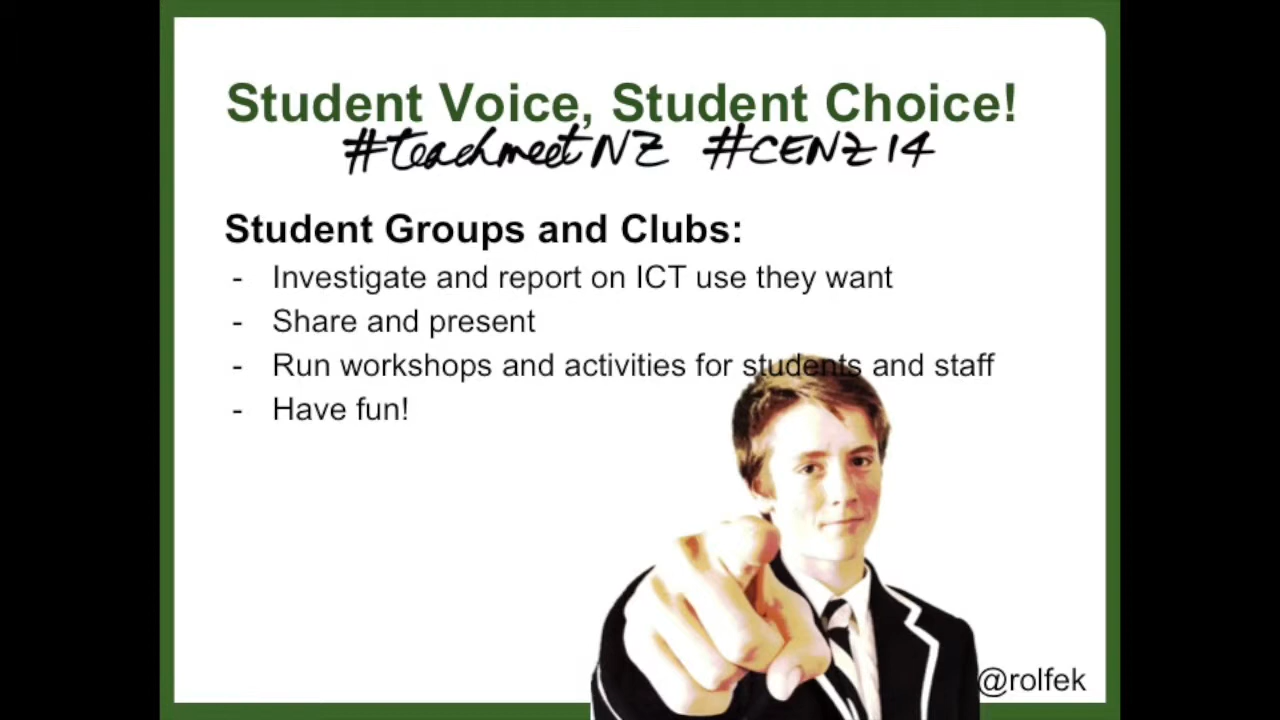 Student Voice, Student Choice!
#teachmeetNZ #CENZ14
Student Groups and Clubs:
- Investigate and report on ICT use they want
- Share and present
- Run workshops and activities for students and staff
- Have fun!
@rolfek